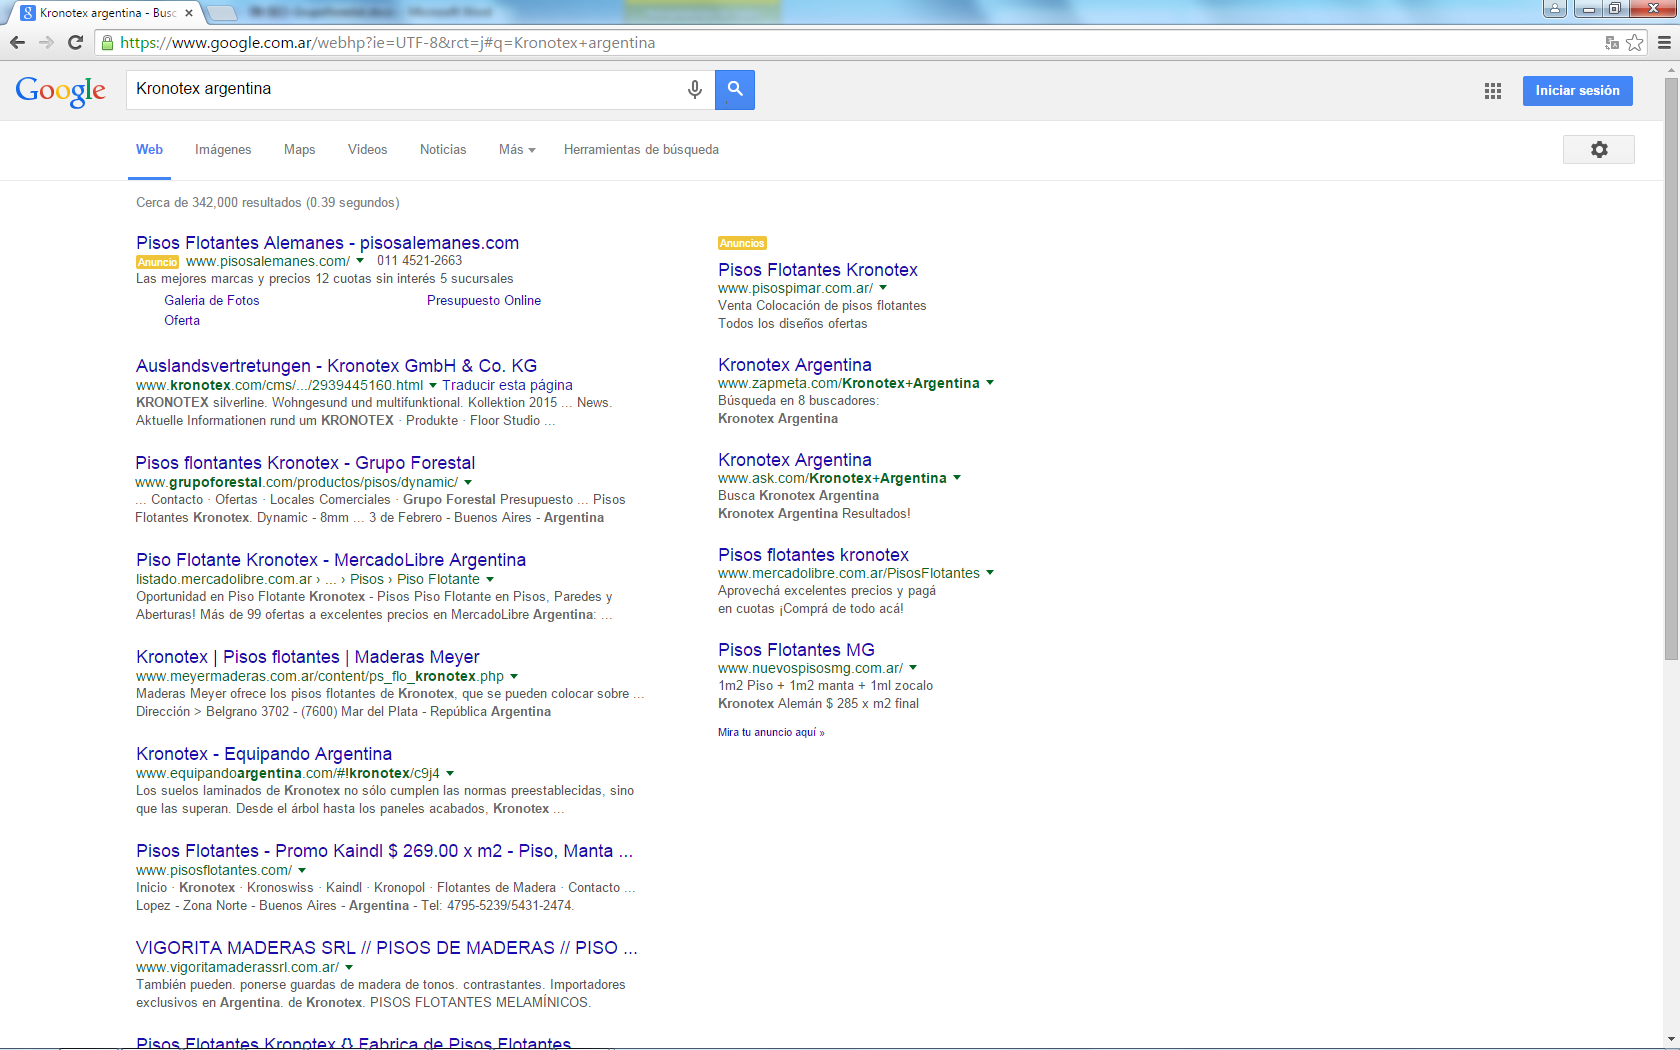 Kronotex argentina - Busc
https://www.google.com.ar/webhp?ie=UTF-8&rct=j#q=Kronotex+argentina
Google
Kronotex argentina
Iniciar sesión
Web
Imágenes
Maps
Videos
Noticias
Más
Herramientas de búsqueda
Cerca de 342,000 resultados (0.39 segundos)
Pisos Flotantes Alemanes - pisosalemanes.com
Anuncio www.pisosalemanes.com/ 011 4521-2663
Las mejores marcas y precios 12 cuotas sin interés 5 sucursales
Galeria de Fotos
Presupuesto Online
Oferta
Auslandsvertretungen - Kronotex GmbH & Co. KG
www.kronotex.com/cms/.../2939445160.html Traducir esta página
KRONOTEX silverline. Wohngesund und multifunktional. Kollektion 2015 ... News.
Aktuelle Informationen rund um KRONOTEX · Produkte · Floor Studio ...
Pisos flontantes Kronotex - Grupo Forestal
www.grupoforestal.com/productos/pisos/dynamic/
... Contacto · Ofertas · Locales Comerciales · Grupo Forestal Presupuesto ... Pisos
Flotantes Kronotex. Dynamic - 8mm ... 3 de Febrero - Buenos Aires - Argentina
Piso Flotante Kronotex - MercadoLibre Argentina
listado.mercadolibre.com.ar › ... › Pisos › Piso Flotante
Oportunidad en Piso Flotante Kronotex - Pisos Piso Flotante en Pisos, Paredes y
Aberturas! Más de 99 ofertas a excelentes precios en MercadoLibre Argentina: ...
Kronotex | Pisos flotantes | Maderas Meyer
www.meyermaderas.com.ar/content/ps_flo_kronotex.php
Maderas Meyer ofrece los pisos flotantes de Kronotex, que se pueden colocar sobre ...
Dirección > Belgrano 3702 - (7600) Mar del Plata - República Argentina
Kronotex - Equipando Argentina
www.equipandoargentina.com/#!kronotex/c9j4
Los suelos laminados de Kronotex no sólo cumplen las normas preestablecidas, sino
que las superan. Desde el árbol hasta los paneles acabados, Kronotex ...
Pisos Flotantes - Promo Kaindl $ 269.00 x m2 - Piso, Manta ...
www.pisosflotantes.com/
Inicio · Kronotex · Kronoswiss · Kaindl · Kronopol · Flotantes de Madera · Contacto ...
Lopez - Zona Norte - Buenos Aires - Argentina - Tel: 4795-5239/5431-2474.
VIGORITA MADERAS SRL // PISOS DE MADERAS // PISO ...
www.vigoritamaderassrl.com.ar/
También pueden. ponerse guardas de madera de tonos. contrastantes. Importadores
exclusivos en Argentina. de Kronotex. PISOS FLOTANTES MELAMÍNICOS.
Pisos Flotantes Kronotex {} Fabrica de Pisos Flotantes
Anuncios
Pisos Flotantes Kronotex
www.pisospimar.com.ar/
Venta Colocación de pisos flotantes
Todos los diseños ofertas
Kronotex Argentina
www.zapmeta.com/Kronotex+Argentina
Búsqueda en 8 buscadores:
Kronotex Argentina
Kronotex Argentina
www.ask.com/Kronotex+Argentina
Busca Kronotex Argentina
Kronotex Argentina Resultados!
Pisos flotantes kronotex
www.mercadolibre.com.ar/PisosFlotantes
Aprovechá excelentes precios y pagá
en cuotas ¡Comprá de todo acá!
Pisos Flotantes MG
www.nuevospisosmg.com.ar/
1m2 Piso + 1m2 manta + 1ml zocalo
Kronotex Alemán $ 285 x m2 final
Mira tu anuncio aquí »